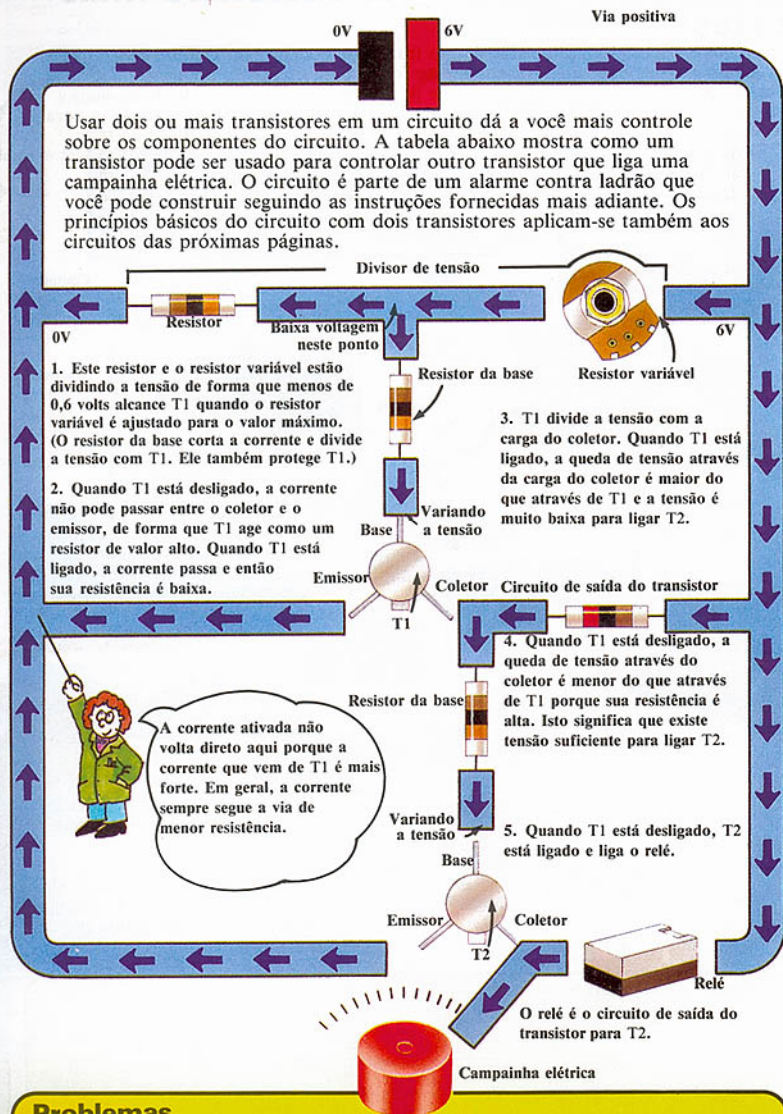 0V
6V
Via positiva
Usar dois ou mais transistores em um circuito dá a você mais controle
sobre os componentes do circuito. A tabela abaixo mostra como um
transistor pode ser usado para controlar outro transistor que liga uma
campainha elétrica. O circuito é parte de um alarme contra ladrão que
você pode construir seguindo as instruções fornecidas mais adiante. Os
princípios básicos do circuito com dois transistores aplicam-se também aos
circuitos das próximas páginas.
Divisor de tensão
0V
Resistor
Baixa voltagem
neste ponto
6V
Resistor variável
Resistor da base
1. Este resistor e o resistor variável estão
dividindo a tensão de forma que menos de
0,6 volts alcance T1 quando o resistor
variável é ajustado para o valor máximo.
(O resistor da base corta a corrente e divide
a tensão com T1. Ele também protege T1.)
2. Quando T1 está desligado, a corrente
não pode passar entre o coletor e o
emissor, de forma que T1 age como um
resistor de valor alto. Quando T1 está
ligado, a corrente passa e então
sua resistência é baixa.
3. T1 divide a tensão com a
carga do coletor. Quando T1 está
ligado, a queda de tensão através
da carga do coletor é maior do
que através de T1 e a tensão é
muito baixa para ligar T2.
Variando
a tensão
Base
Emissor
Coletor
T1
Circuito de saída do transistor
4. Quando T1 está desligado, a
queda de tensão através do
coletor é menor do que através
de T1 porque sua resistência é
alta. Isto significa que existe
tensão suficiente para ligar T2.
Resistor da base
A corrente ativada não
volta direto aqui porque a
corrente que vem de T1 é mais
forte. Em geral, a corrente
sempre segue a via de
menor resistência.
Variando
a tensão
5. Quando T1 está desligado, T2
está ligado e liga o relé.
Base
Emissor
Coletor
T2
Relé
O relé é o circuito de saída do
transistor para T2.
Campainha elétrica
Problemas